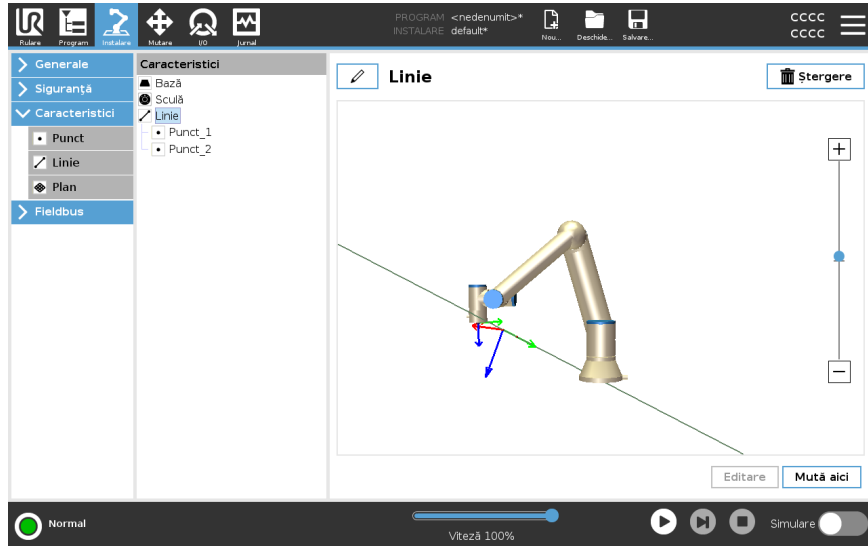 PROGRAM <nedenumit>*
INSTALARE default*
CCCC
CCCC
Rulare Program Instalare Mutare I/O Jurnal Nou... Deschide... Salvare...
Generale
Siguranță
Caracteristici
Punct
Linie
Plan
Fieldbus
Caracteristici
Bază
Sculă
Linie
Punct_1
Punct_2
Linie
Ștergere
Editare
Mută aici
Normal
Viteză 100%
Simulare